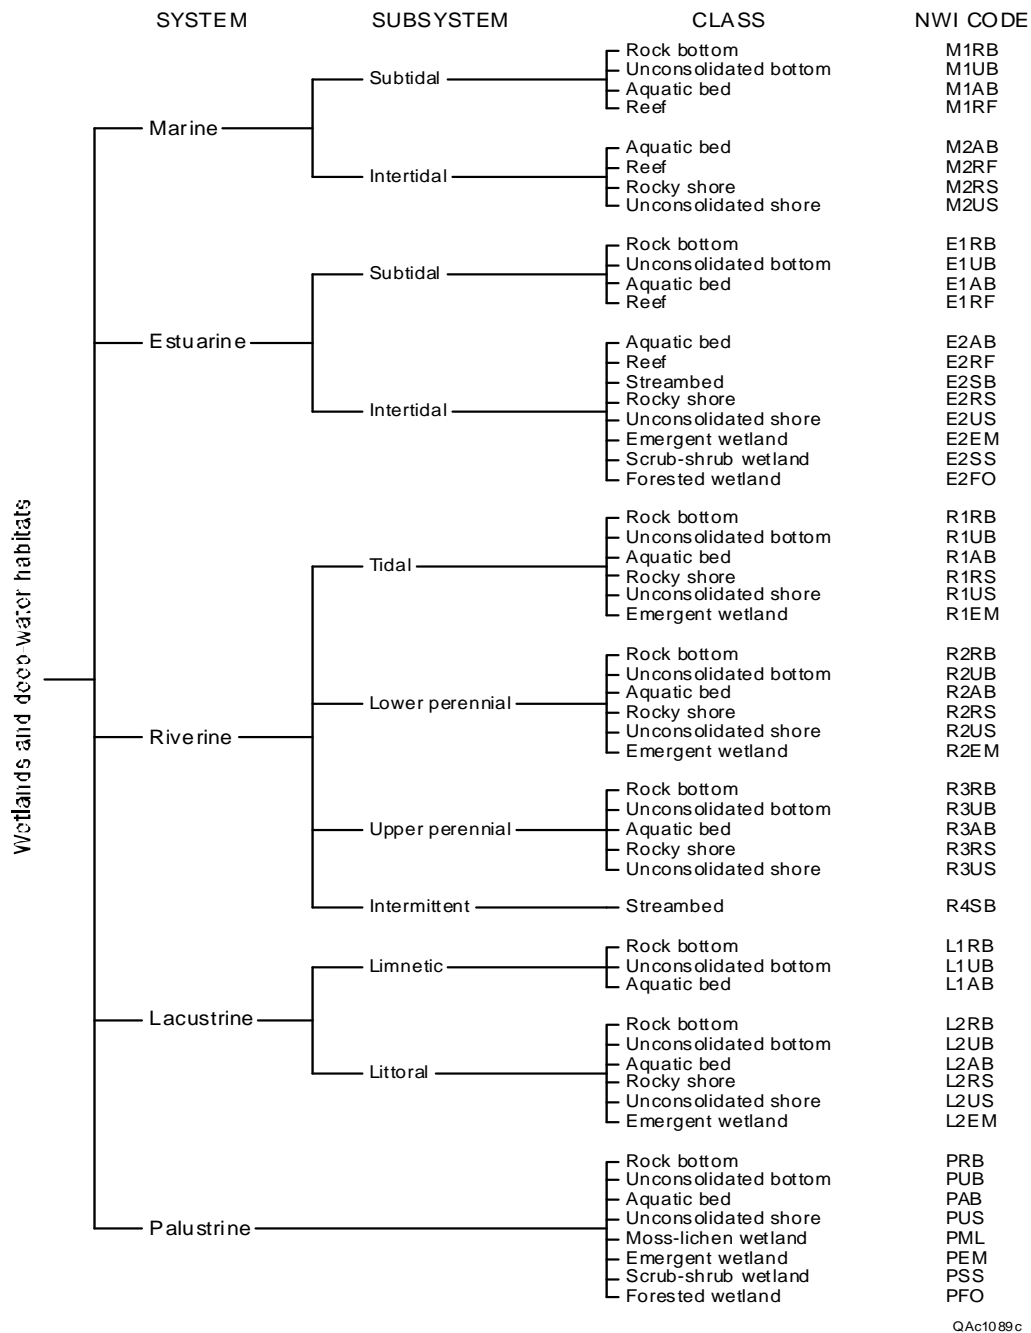 SYSTEM SUBSYSTEM CLASS NWI CODE
Rock bottom M1RB
Unconsolidated bottom M1UB
Subtidal
Aquatic bed M1AB
Reef M1RF
Marine
Aquatic bed M2AB
Reef M2RF
Intertidal
Rocky shore M2RS
Unconsolidated shore M2US
Rock bottom E1RB
Unconsolidated bottom E1UB
Subtidal
Aquatic bed E1AB
Reef E1RF
Estuarine
Aquatic bed E2AB
Reef E2RF
Streambed E2SB
Rocky shore E2RS
Intertidal
Unconsolidated shore E2US
Emergent wetland E2EM
Scrub-shrub wetland E2SS
Forested wetland E2FO
Wetlands and deep-water habitats
Rock bottom R1RB
Unconsolidated bottom R1UB
Aquatic bed R1AB
Tidal
Rocky shore R1RS
Unconsolidated shore R1US
Emergent wetland R1EM
Rock bottom R2RB
Unconsolidated bottom R2UB
Aquatic bed R2AB
Lower perennial
Rocky shore R2RS
Unconsolidated shore R2US
Riverine
Emergent wetland R2EM
Rock bottom R3RB
Unconsolidated bottom R3UB
Upper perennial Aquatic bed R3AB
Rocky shore R3RS
Unconsolidated shore R3US
Intermittent Streambed R4SB
Rock bottom L1RB
Limnetic Unconsolidated bottom L1UB
Aquatic bed L1AB
Lacustrine
Rock bottom L2RB
Unconsolidated bottom L2UB
Aquatic bed L2AB
Littoral
Rocky shore L2RS
Unconsolidated shore L2US
Emergent wetland L2EM
Rock bottom PRB
Unconsolidated bottom PUB
Aquatic bed PAB
Unconsolidated shore PUS
Palustrine
Moss-lichen wetland PML
Emergent wetland PEM
Scrub-shrub wetland PSS
Forested wetland PFO
QAc1089c